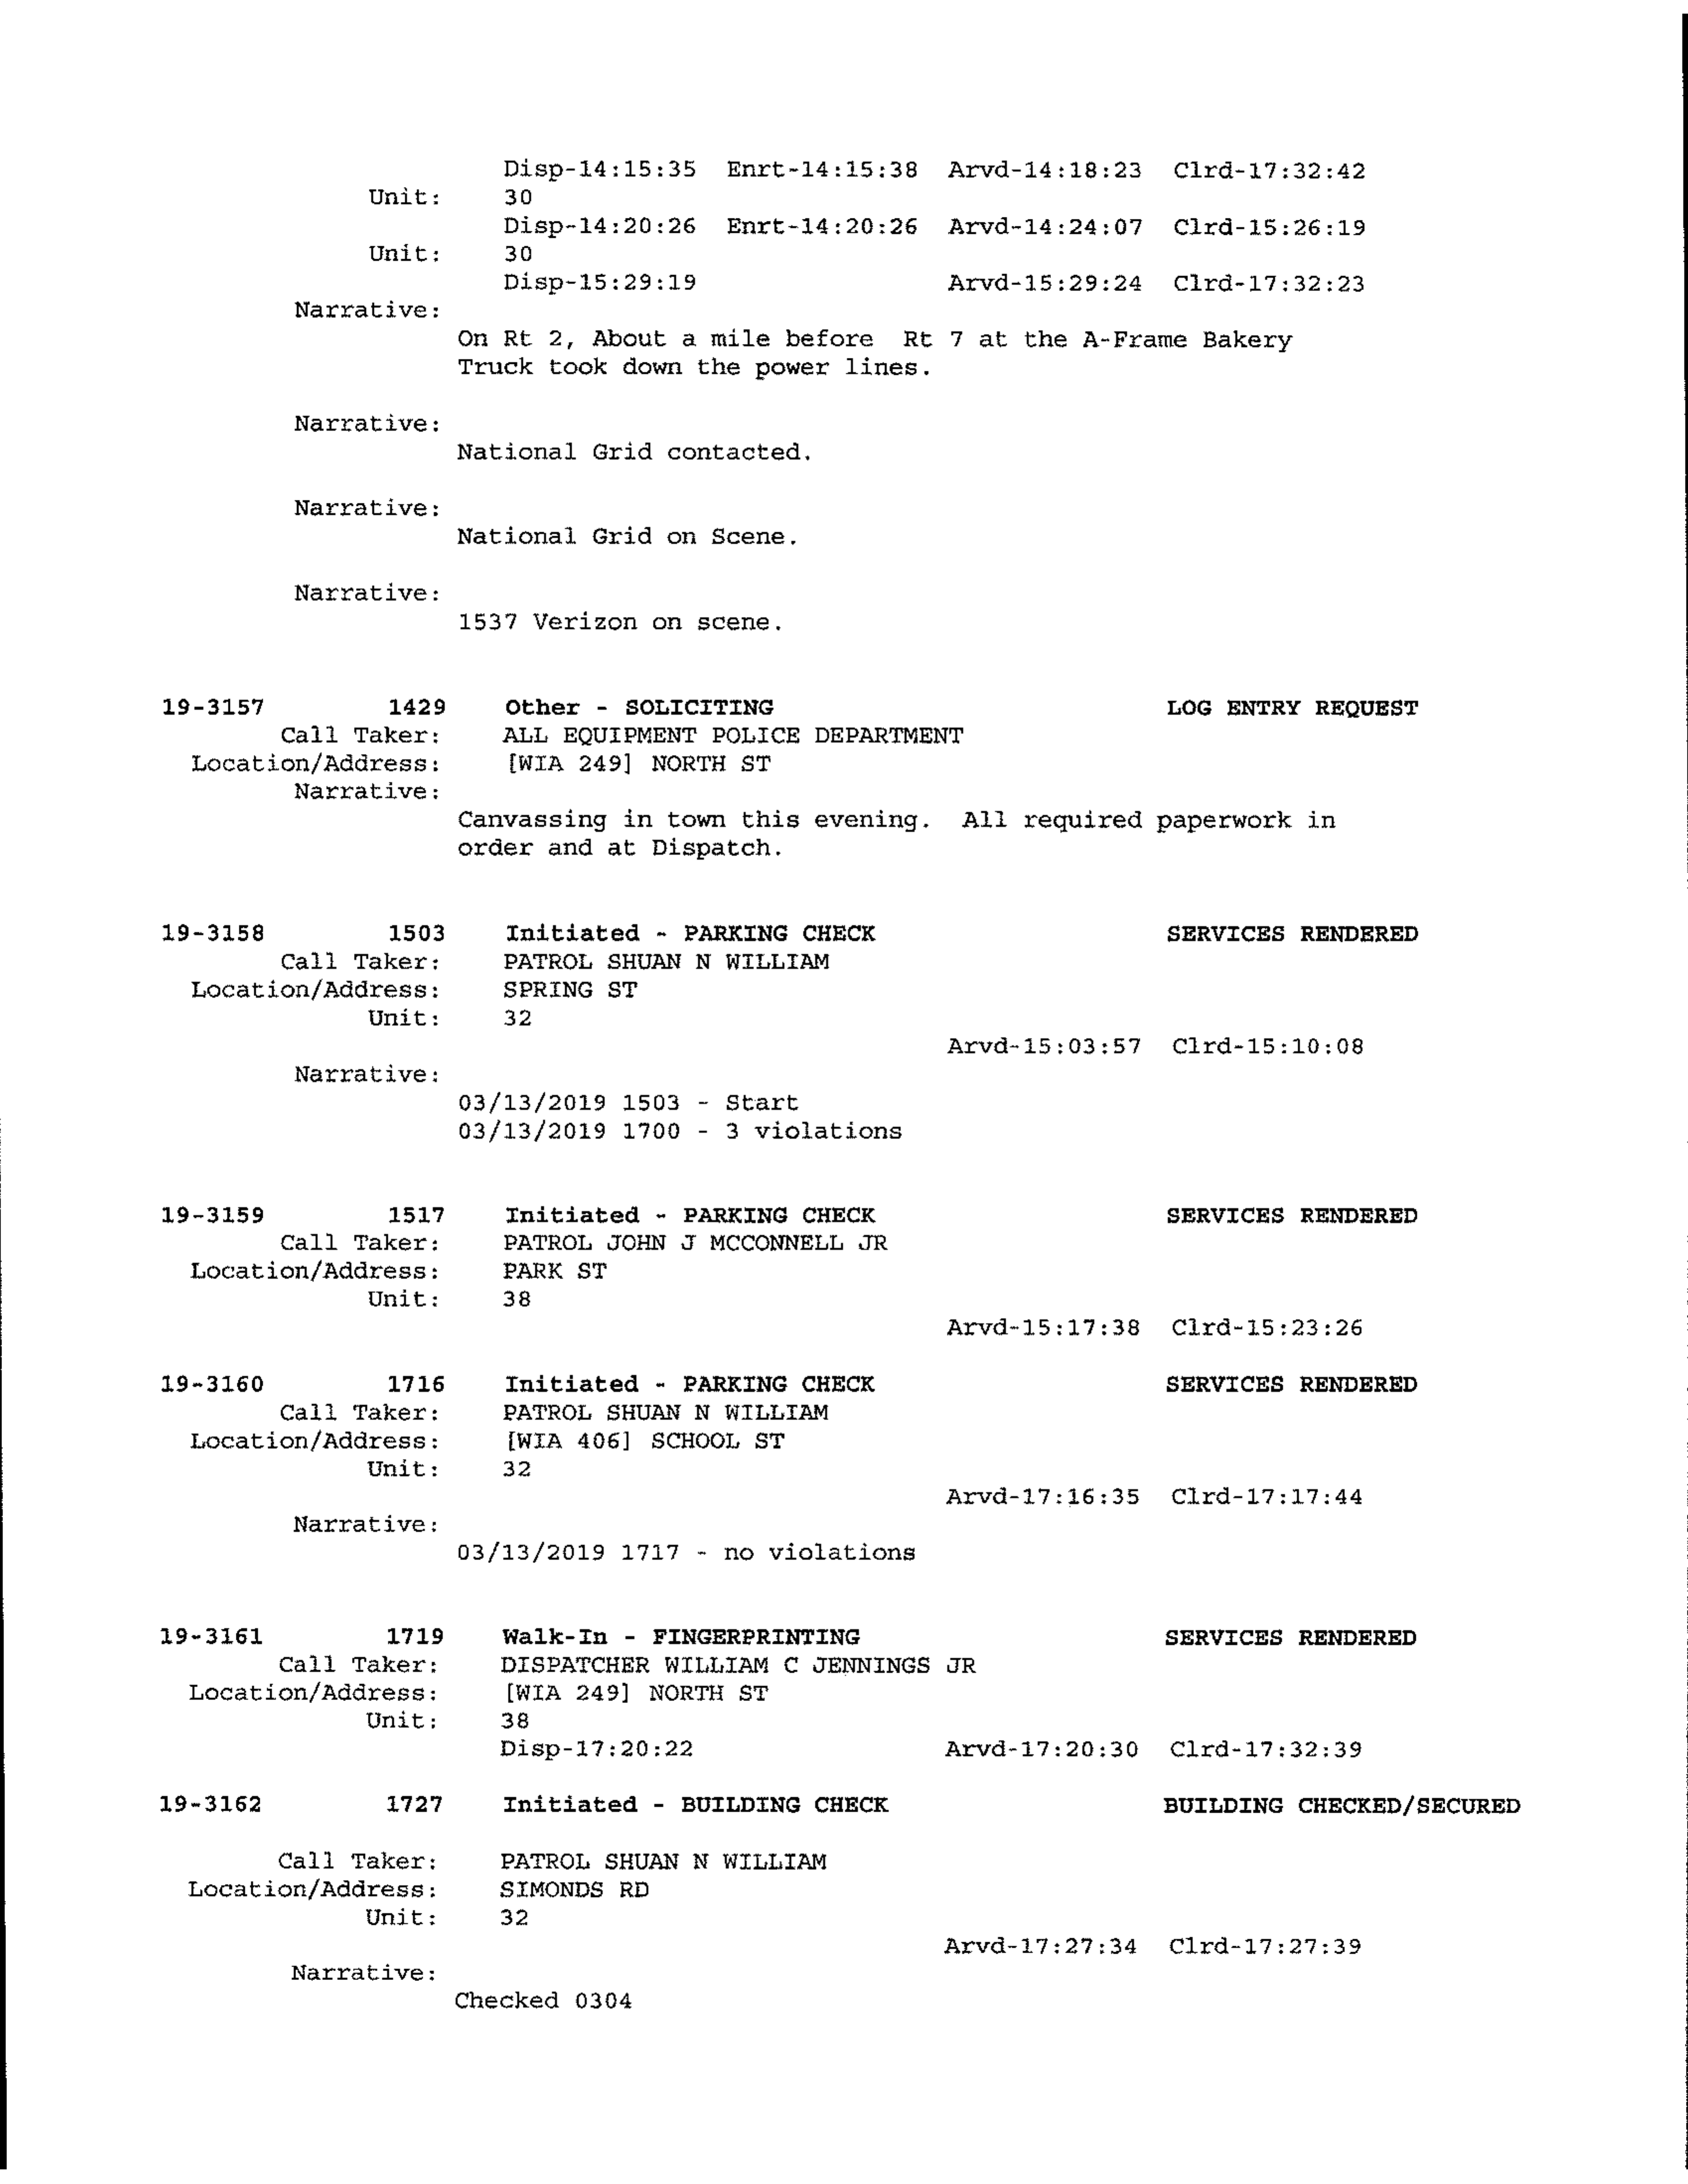 Disp-14:15:35 Enrt-14:15:38 Arvd-14:18:23 Clrd-17:32:42
Unit: 30
Disp-14:20:26 Enrt-14:20:26 Arvd-14:24:07 Clrd-15:26:19
Unit: 30
Disp-15:29:19 Arvd-15:29:24 Clrd-17:32:23
Narrative:
On Rt 2, About a mile before Rt 7 at the A-Frame Bakery
Truck took down the power lines.
Narrative:
National Grid contacted.
Narrative:
National Grid on Scene.
Narrative:
1537 Verizon on scene.
19-3157 1429 Other - SOLICITING LOG ENTRY REQUEST
Call Taker: ALL EQUIPMENT POLICE DEPARTMENT
Location/Address: [WIA 249] NORTH ST
Narrative:
Canvassing in town this evening. All required paperwork in
order and at Dispatch.
19-3158 1503 Initiated - PARKING CHECK SERVICES RENDERED
Call Taker: PATROL SHUAN N WILLIAM
Location/Address: SPRING ST
Unit: 32
Arvd-15:03:57 Clrd-15:10:08
Narrative:
03/13/2019 1503 - Start
03/13/2019 1700 - 3 violations
19-3159 1517 Initiated - PARKING CHECK SERVICES RENDERED
Call Taker: PATROL JOHN J MCCONNELL JR
Location/Address: PARK ST
Unit: 38
Arvd-15:17:38 Clrd-15:23:26
19-3160 1716 Initiated - PARKING CHECK SERVICES RENDERED
Call Taker: PATROL SHUAN N WILLIAM
Location/Address: [WIA 406] SCHOOL ST
Unit: 32
Arvd-17:16:35 Clrd-17:17:44
Narrative:
03/13/2019 1717 - no violations
19-3161 1719 Walk-In - FINGERPRINTING SERVICES RENDERED
Call Taker: DISPATCHER WILLIAM C JENNINGS JR
Location/Address: [WIA 249] NORTH ST
Unit: 38
Disp-17:20:22 Arvd-17:20:30 Clrd-17:32:39
19-3162 1727 Initiated - BUILDING CHECK BUILDING CHECKED/SECURED
Call Taker: PATROL SHUAN N WILLIAM
Location/Address: SIMONDS RD
Unit: 32
Arvd-17:27:34 Clrd-17:27:39
Narrative:
Checked 0304